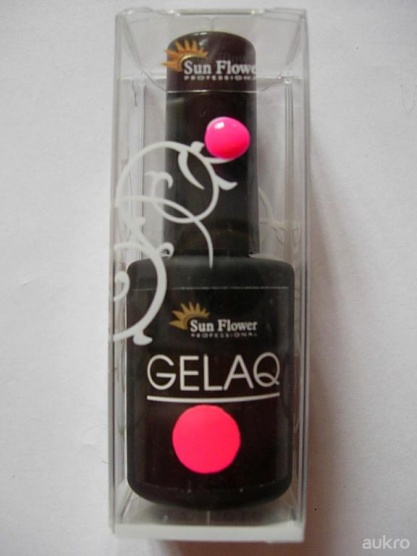 Sun Flower
PROFESSIONAL
Sun Flower
PROFESSIONAL
GELAQ
aukro